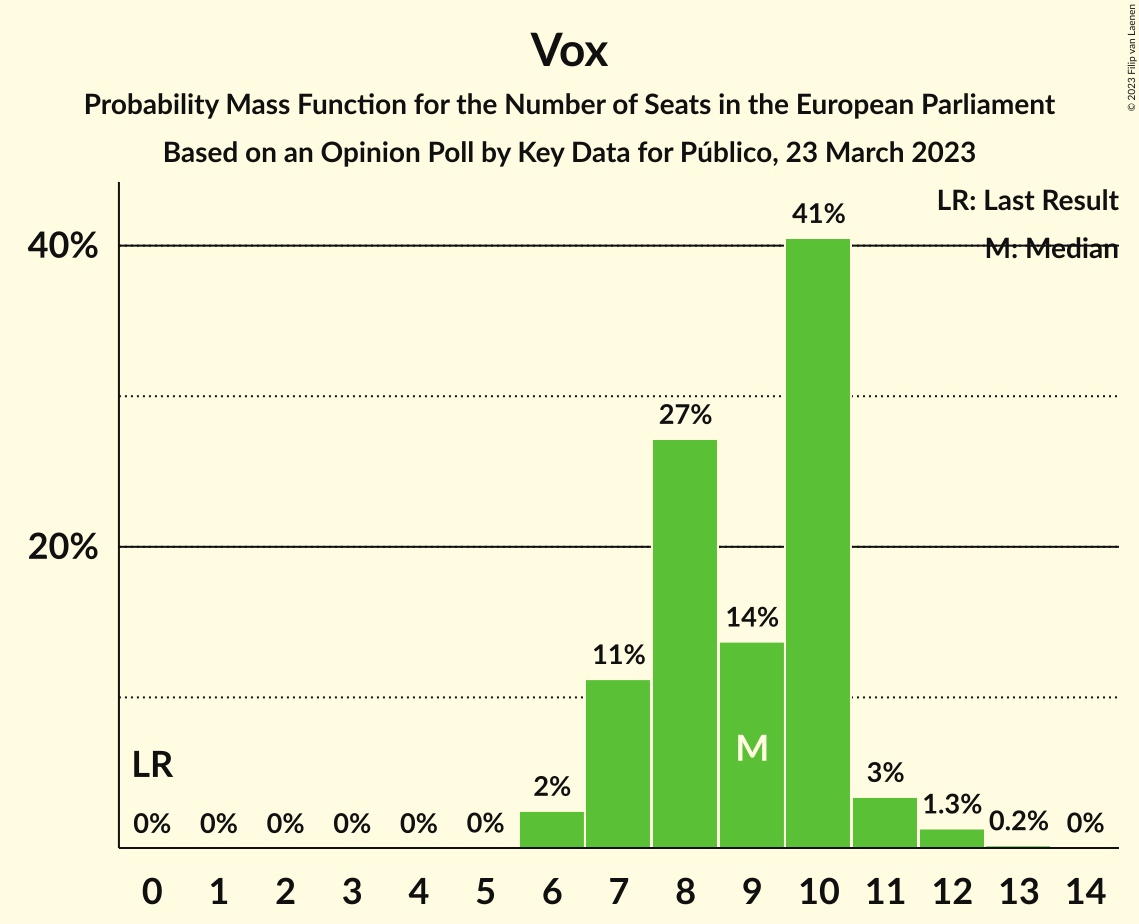 Vox
Probability Mass Function for the Number of Seats in the European Parliament
Based on an Opinion Poll by Key Data for Público, 23 March 2023
© 2023 Filip van Laenen
LR: Last Result
M: Median
40%
20%
41%
27%
14%
11%
M
LR
2%
3%
1.3%
0.2%
0%
0% 0% 0% 0% 0% 0%
0 1 2 3 4 5 6 7 8 9 10 11 12 13 14